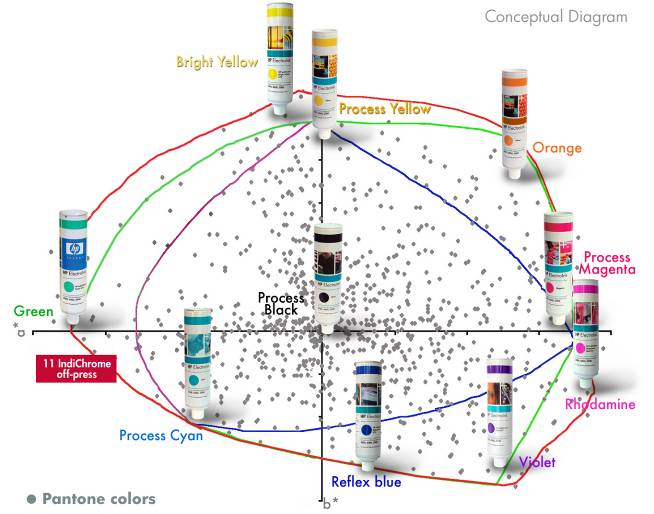 Conceptual Diagram
Bright Yellow
Process Yellow
Orange
Process
Magenta
Process
Black
Green
a*
11 IndiChrome
off-press
Rhodamine
Process Cyan
Violet
Reflex blue
Pantone colors
b*
hp